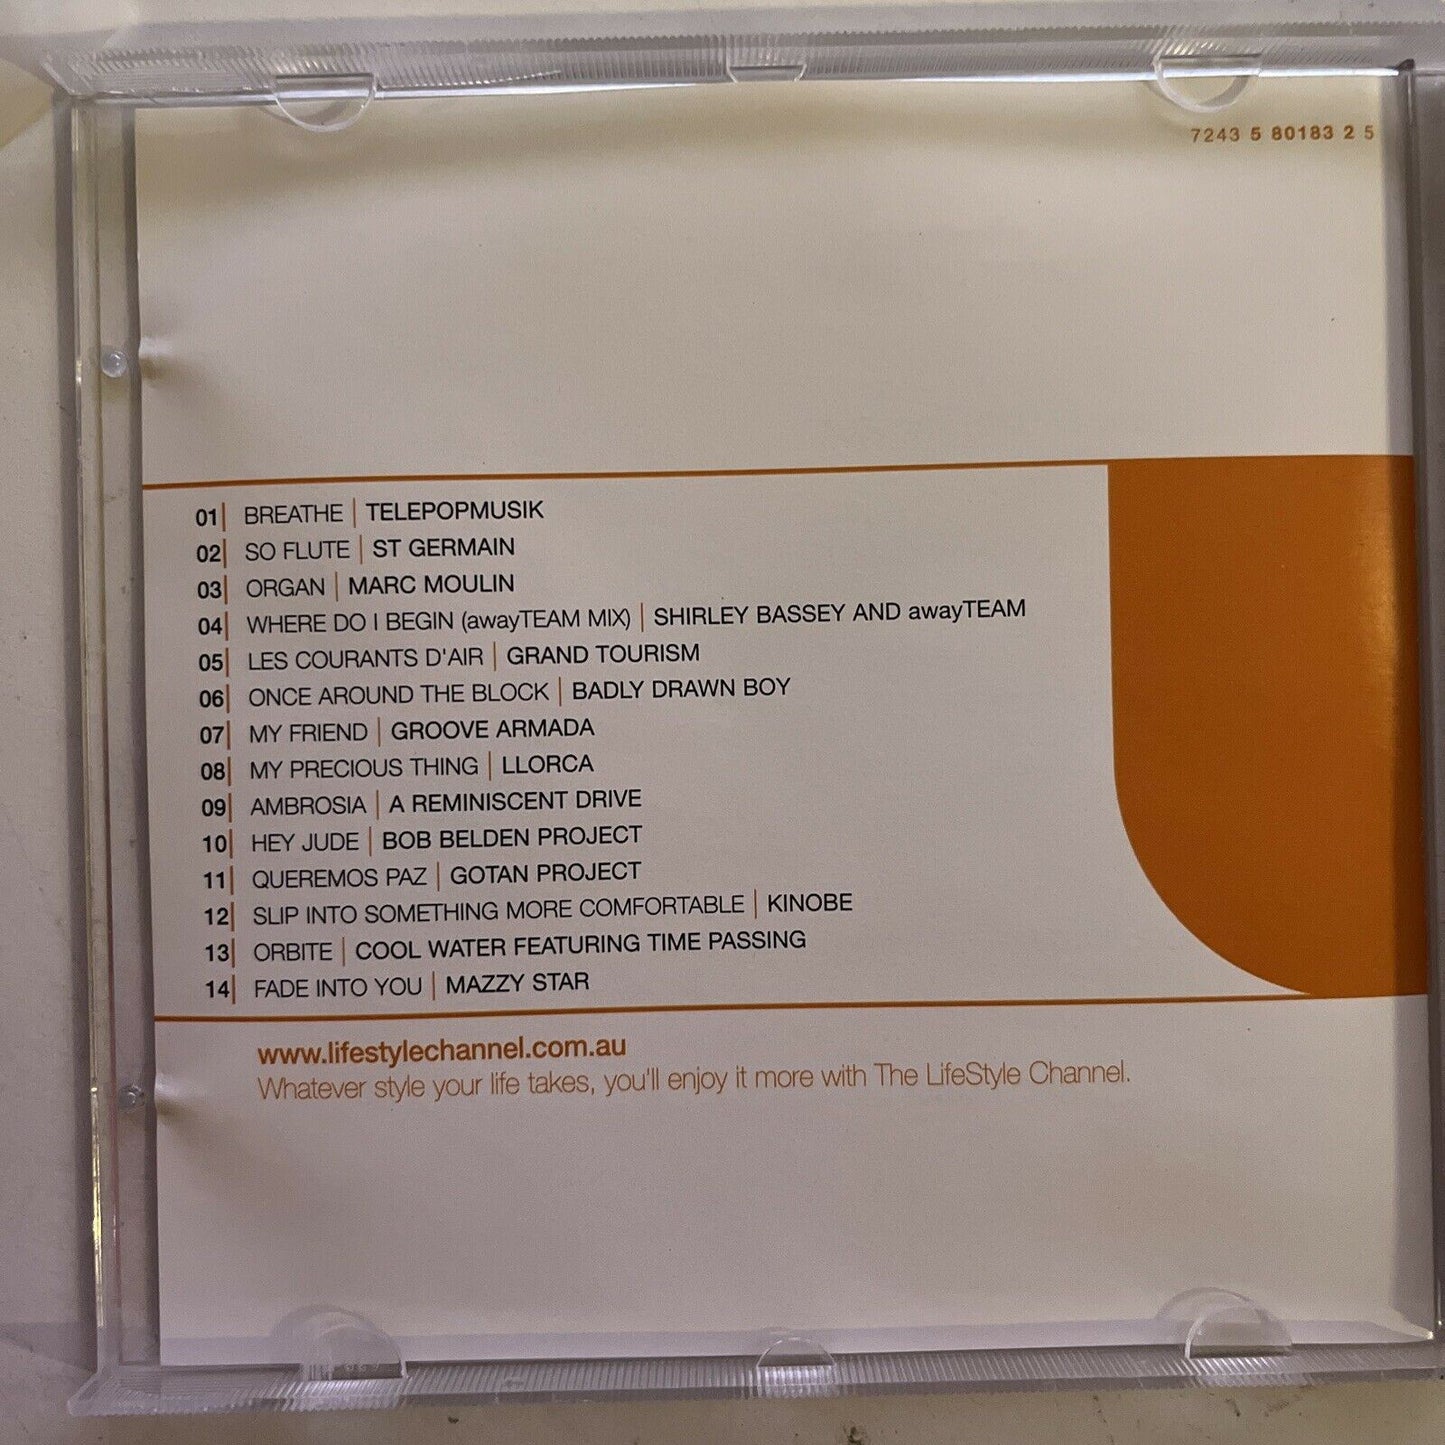 7243 5 80183 2 5
01| BREATHE | TELEPOPMUSIK
02| SO FLUTE | ST GERMAIN
03| ORGAN | MARC MOULIN
04| WHERE DO I BEGIN (awayTEAM MIX) | SHIRLEY BASSEY AND awayTEAM
05| LES COURANTS D'AIR | GRAND TOURISM
06| ONCE AROUND THE BLOCK | BADLY DRAWN BOY
07| MY FRIEND | GROOVE ARMADA
08| MY PRECIOUS THING | LLORCA
09| AMBROSIA | A REMINISCENT DRIVE
10| HEY JUDE | BOB BELDEN PROJECT
11| QUEREMOS PAZ | GOTAN PROJECT
12| SLIP INTO SOMETHING MORE COMFORTABLE | KINOBE
13| ORBITE | COOL WATER FEATURING TIME PASSING
14| FADE INTO YOU | MAZZY STAR
www.lifestylechannel.com.au
Whatever style your life takes, you'll enjoy it more with The LifeStyle Channel.